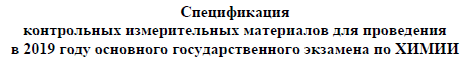 Спецификация
контрольных измерительных материалов для проведения
в 2019 году основного государственного экзамена по ХИМИИ